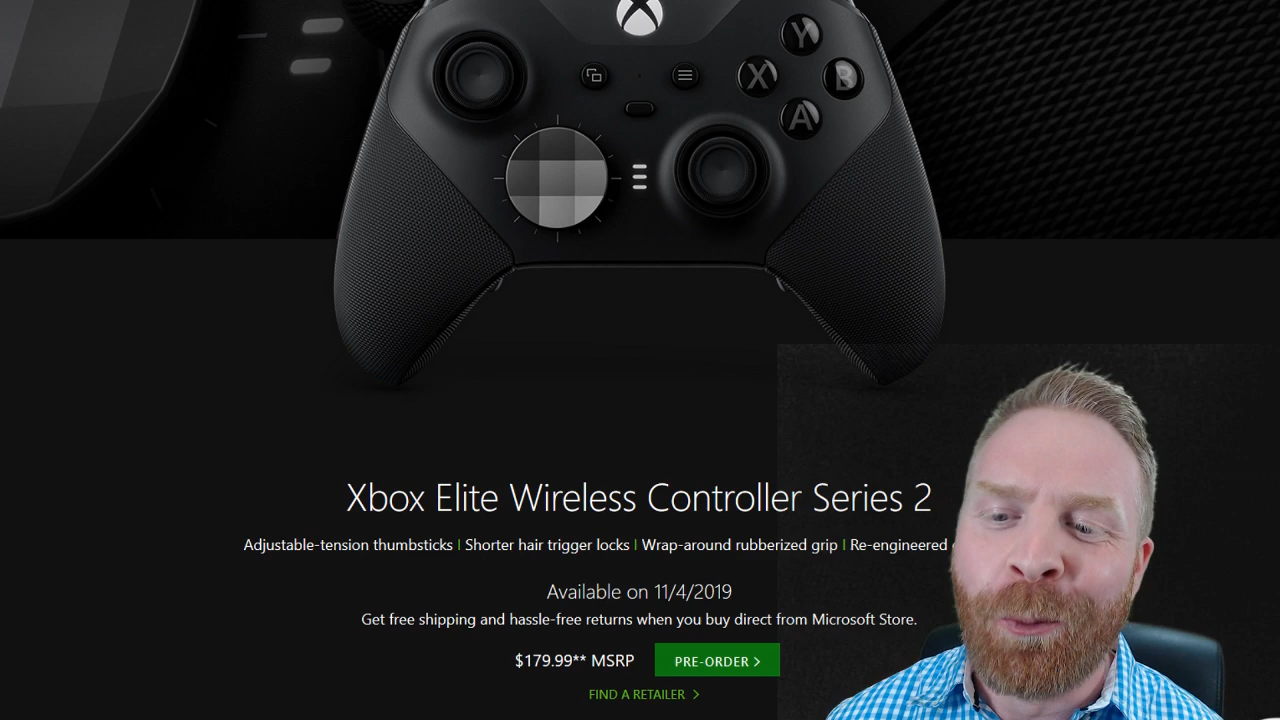 Y
X
B
A
Xbox Elite Wireless Controller Series 2
Adjustable-tension thumbsticks | Shorter hair trigger locks | Wrap-around rubberized grip | Re-engineered
Available on 11/4/2019
Get free shipping and hassle-free returns when you buy direct from Microsoft Store.
$179.99** MSRP
PRE-ORDER >
FIND A RETAILER >